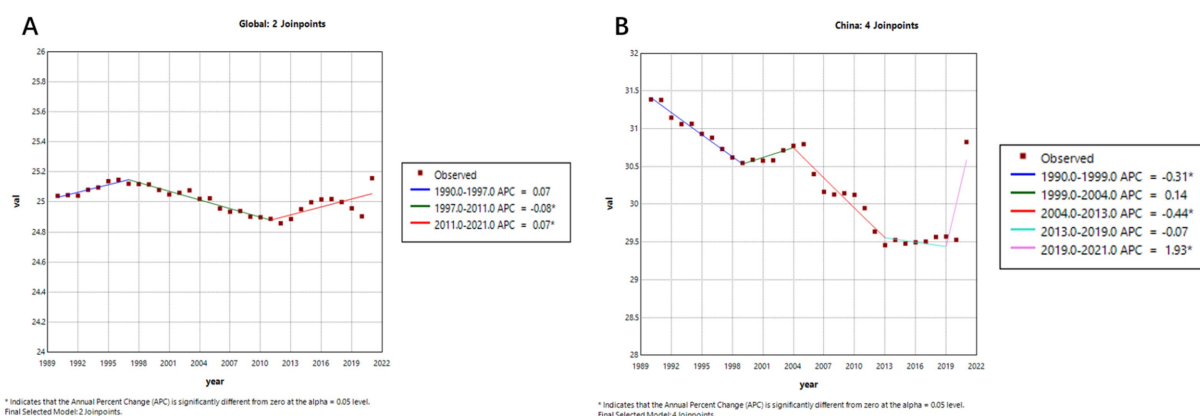 A
Global: 2 Joinpoints
val
26
25.8
25.6
25.4
25.2
25
24.8
24.6
24.4
24.2
24
1989 1992 1995 1998 2001 2004 2007 2010 2013 2016 2019 2022
year
Observed
1990.0-1997.0 APC = 0.07
1997.0-2011.0 APC = -0.08*
2011.0-2021.0 APC = 0.07*
* Indicates that the Annual Percent Change (APC) is significantly different from zero at the alpha = 0.05 level.
Final Selected Model: 2 Joinpoints.
B
China: 4 Joinpoints
val
32
31.5
31
30.5
30
29.5
29
28.5
28
1989 1992 1995 1998 2001 2004 2007 2010 2013 2016 2019 2022
year
Observed
1990.0-1999.0 APC = -0.31*
1999.0-2004.0 APC = 0.14
2004.0-2013.0 APC = -0.44*
2013.0-2019.0 APC = -0.07
2019.0-2021.0 APC = 1.93*
* Indicates that the Annual Percent Change (APC) is significantly different from zero at the alpha = 0.05 level.
Final Selected Model: 4 Joinpoints.